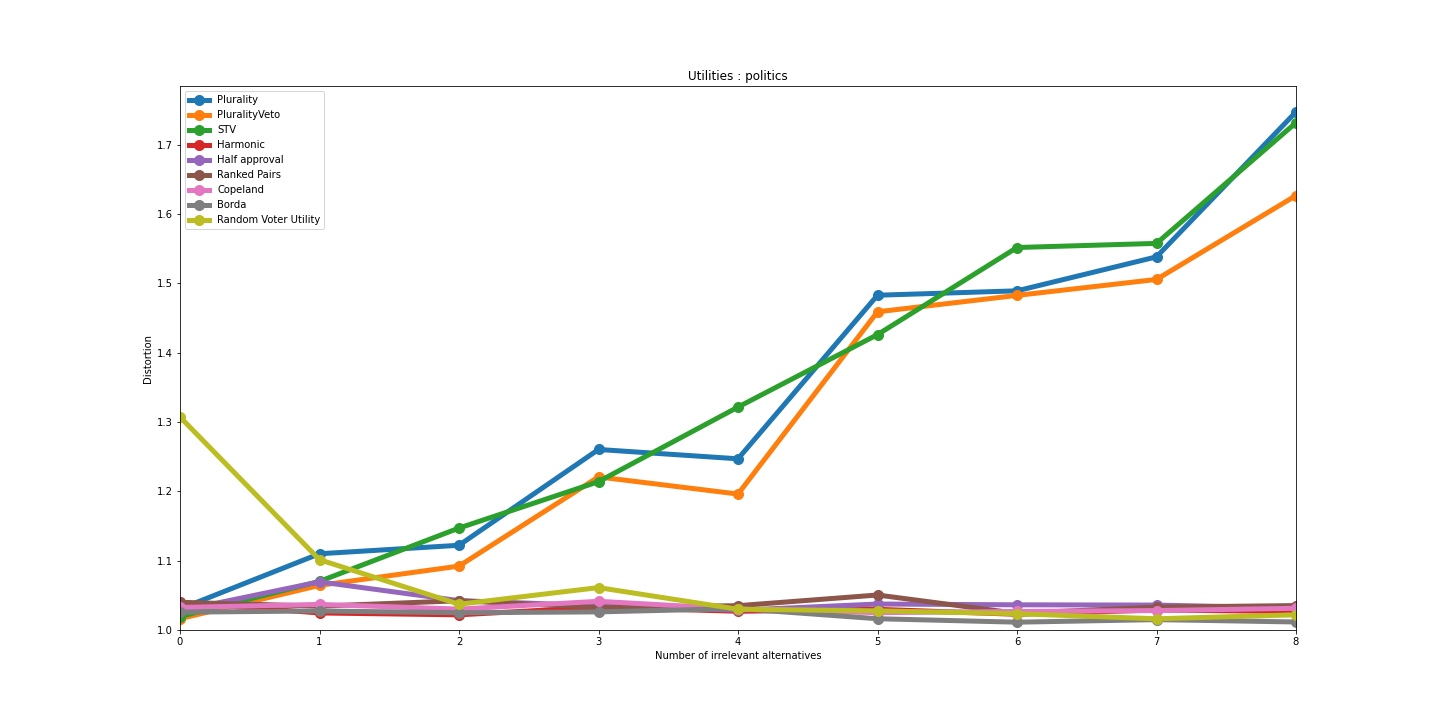 Utilities : politics
Plurality
PluralityVeto
STV
Harmonic
Half approval
Ranked Pairs
Copeland
Borda
Random Voter Utility
1.7
1.6
1.5
1.4
1.3
1.2
1.1
1.0
Distortion
0 1 2 3 4 5 6 7 8
Number of irrelevant alternatives